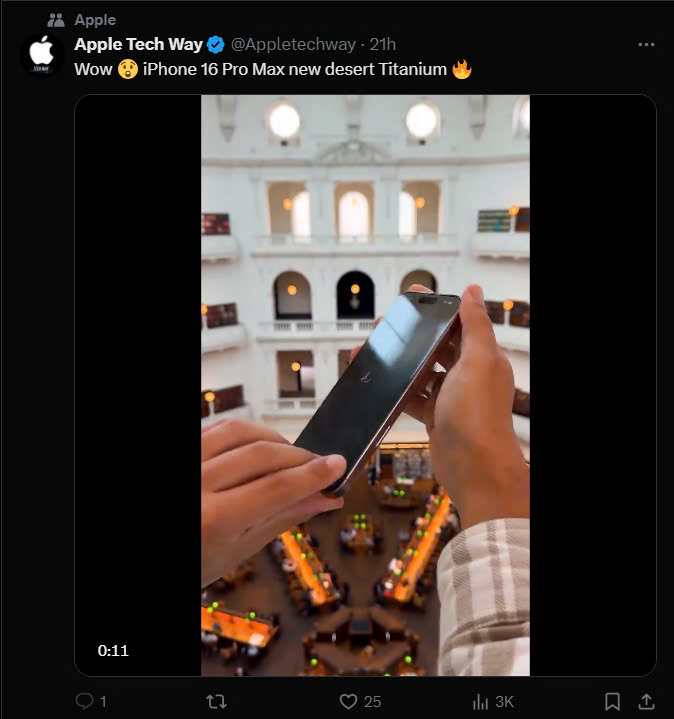 Apple
Apple Tech Way @Appletechway · 21h
Wow 😲 iPhone 16 Pro Max new desert Titanium 🔥
0:11
1
25
3K